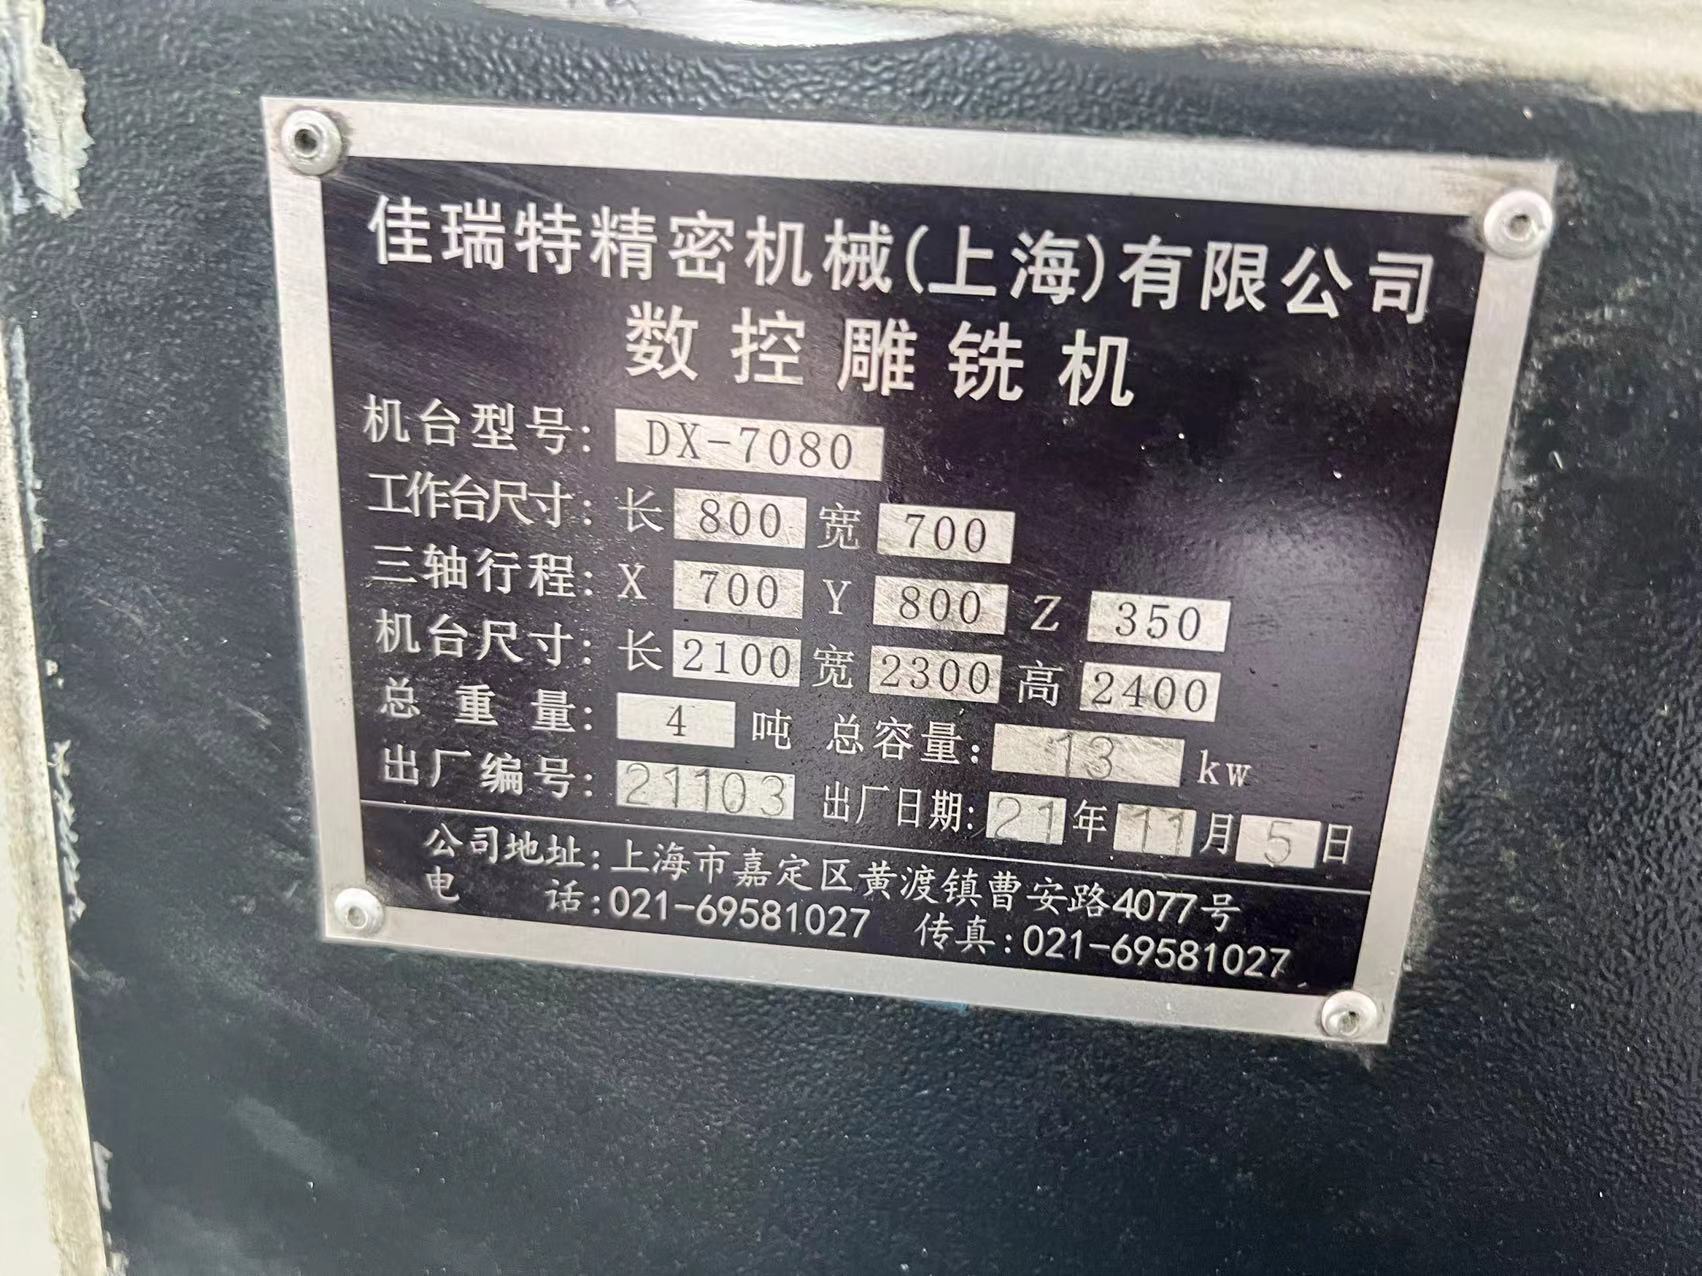 佳瑞特精密机械(上海)有限公司
数控雕铣机
机台型号: DX-7080
工作台尺寸: 长 800 宽 700
三轴行程: X 700 Y 800 Z 350
机台尺寸: 长 2100 宽 2300 高 2400
总重量: 4 吨 总容量: 13 kw
出厂编号: 21103 出厂日期: 21 年 11 月 5 日
公司地址:上海市嘉定区黄渡镇曹安路4077号
电话:021-69581027 传真:021-69581027